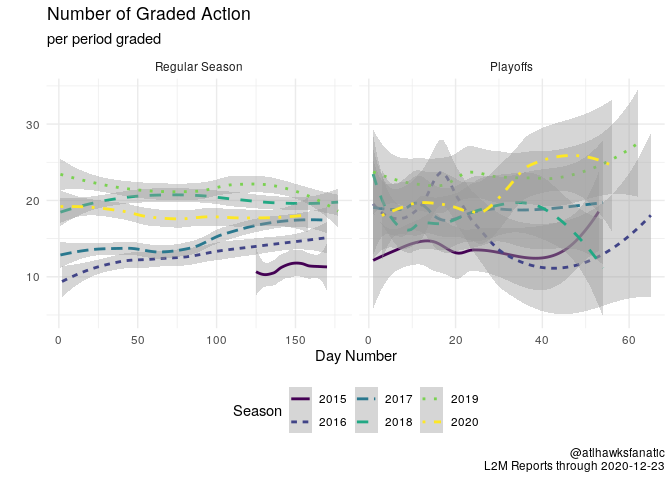 Number of Graded Action
per period graded
Regular Season
Playoffs
30
20
10
0 50 100 150
0 20 40 60
Day Number
Season
2015 2017 2019
2016 2018 2020
@atlhawksfanatic
L2M Reports through 2020-12-23